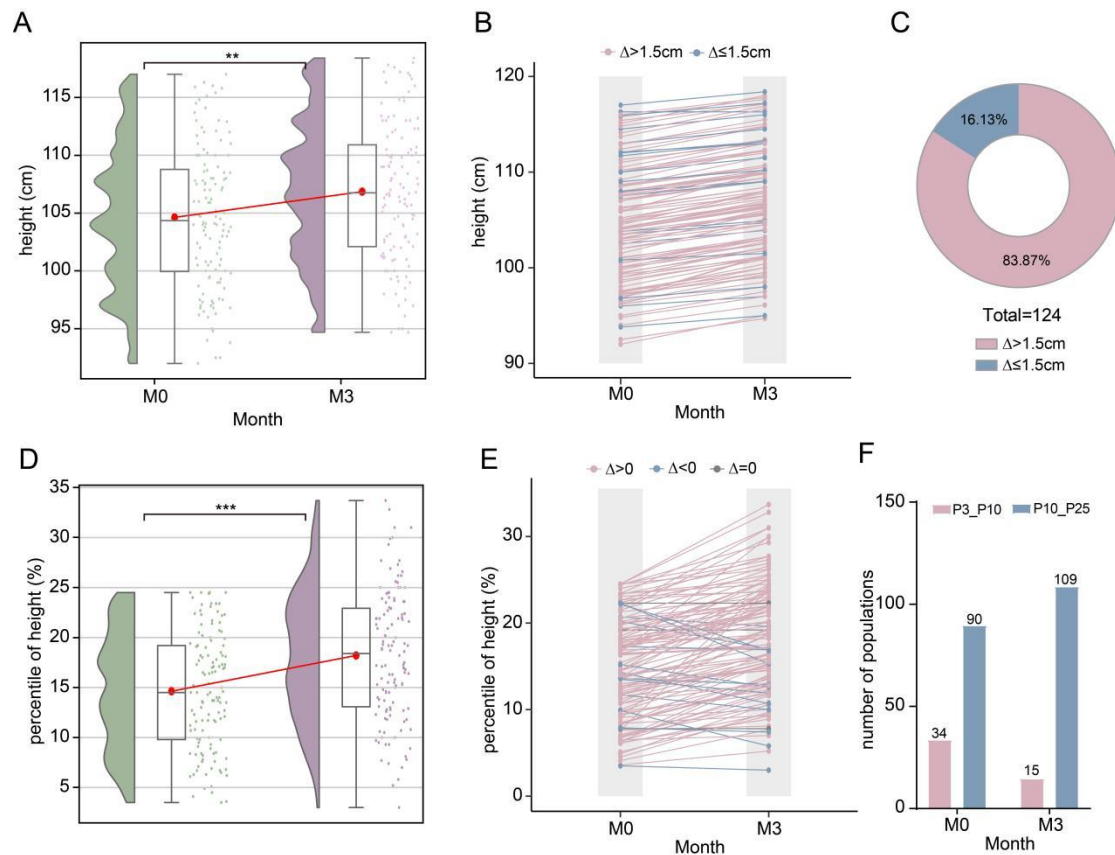 A
**
height (cm)
115
110
105
100
95
M0
M3
Month
B
Δ>1.5cm
Δ≤1.5cm
height (cm)
120
110
100
90
M0
M3
Month
C
16.13%
83.87%
Total=124
Δ>1.5cm
Δ≤1.5cm
D
***
percentile of height (%)
35
30
25
20
15
10
5
M0
M3
Month
E
Δ>0
Δ<0
Δ=0
percentile of height (%)
30
20
10
0
M0
M3
Month
F
P3_P10
P10_P25
number of populations
150
100
50
0
34
90
15
109
M0
M3
Month